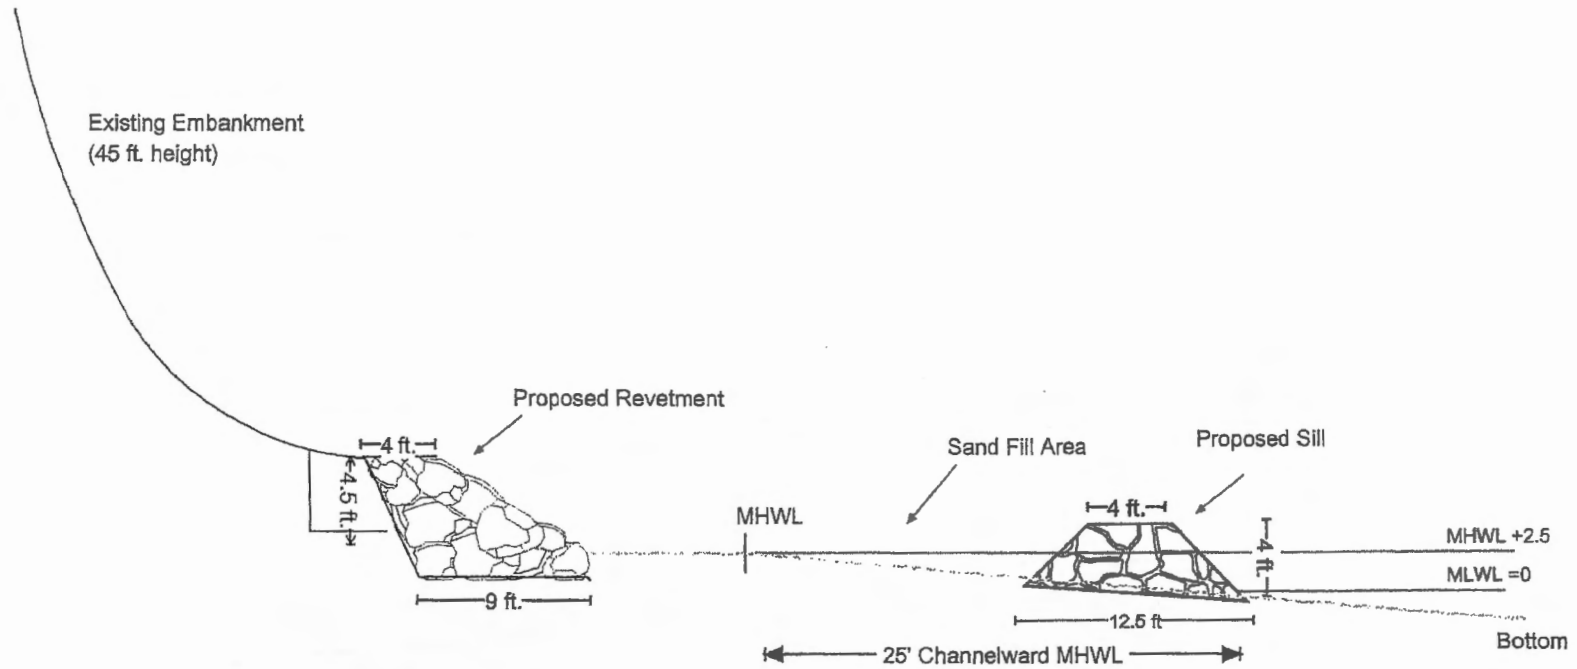 Existing Embankment
(45 ft. height)
Proposed Revetment
4 ft.
4.5 ft.
9 ft.
MHWL
Sand Fill Area
Proposed Sill
4 ft.
4 ft.
MHWL +2.5
MLWL =0
12.5 ft
Bottom
25' Channelward MHWL